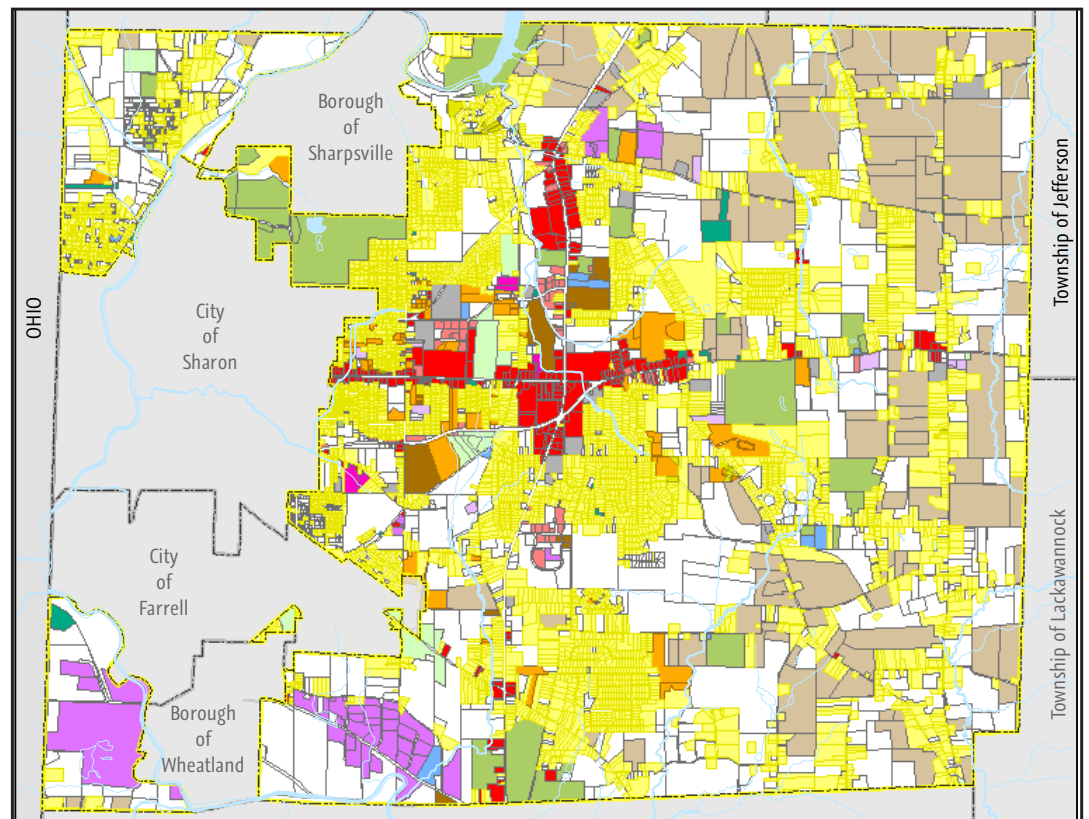 Borough
of
Sharpsville
Township of Jefferson
OHIO
City
of
Sharon
City
of
Farrell
Township of Lackawannock
Borough
of
Wheatland